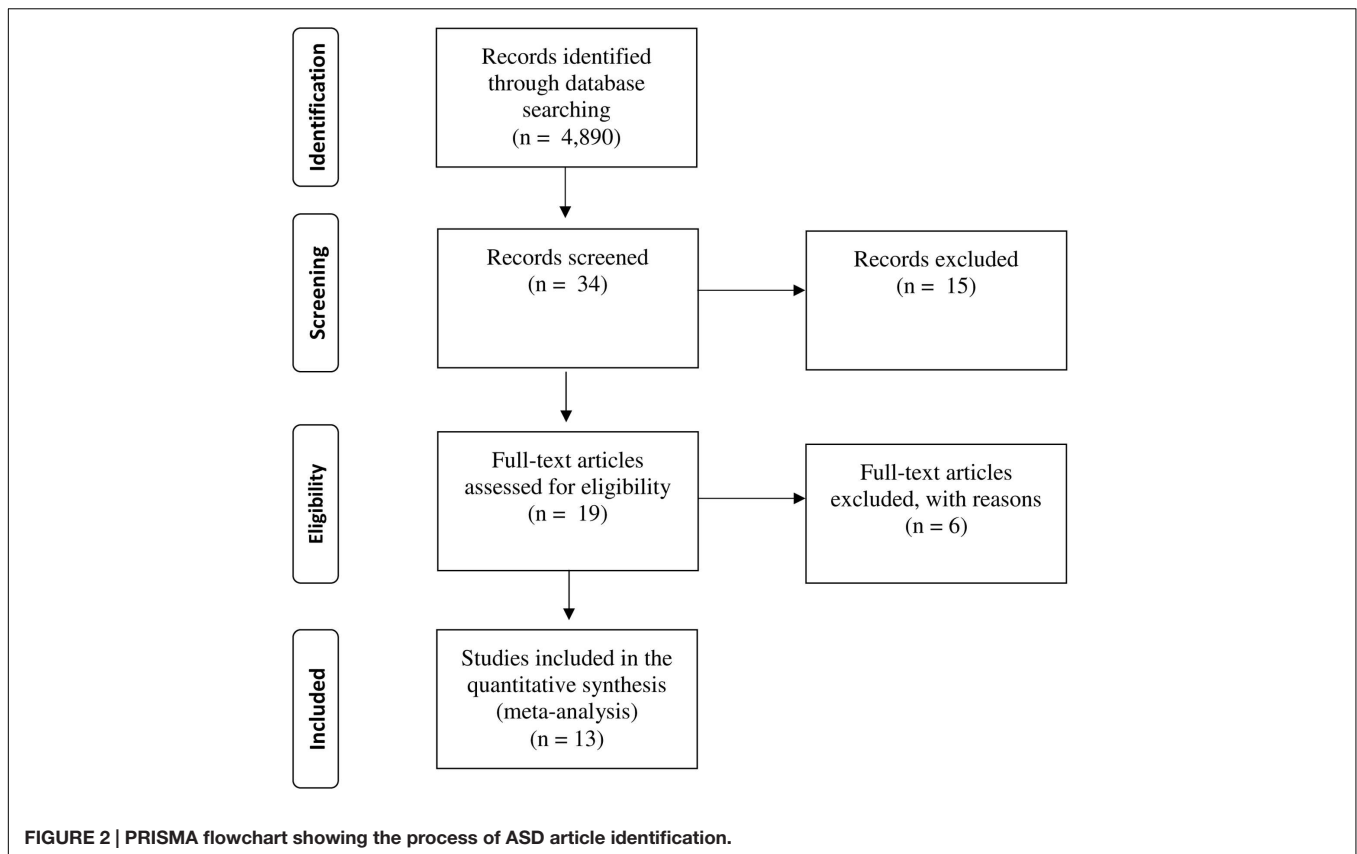 Identification
Records identified
through database
searching
(n = 4,890)
Screening
Records screened
(n = 34)
Records excluded
(n = 15)
Eligibility
Full-text articles
assessed for eligibility
(n = 19)
Full-text articles
excluded, with reasons
(n = 6)
Included
Studies included in the
quantitative synthesis
(meta-analysis)
(n = 13)
FIGURE 2 | PRISMA flowchart showing the process of ASD article identification.